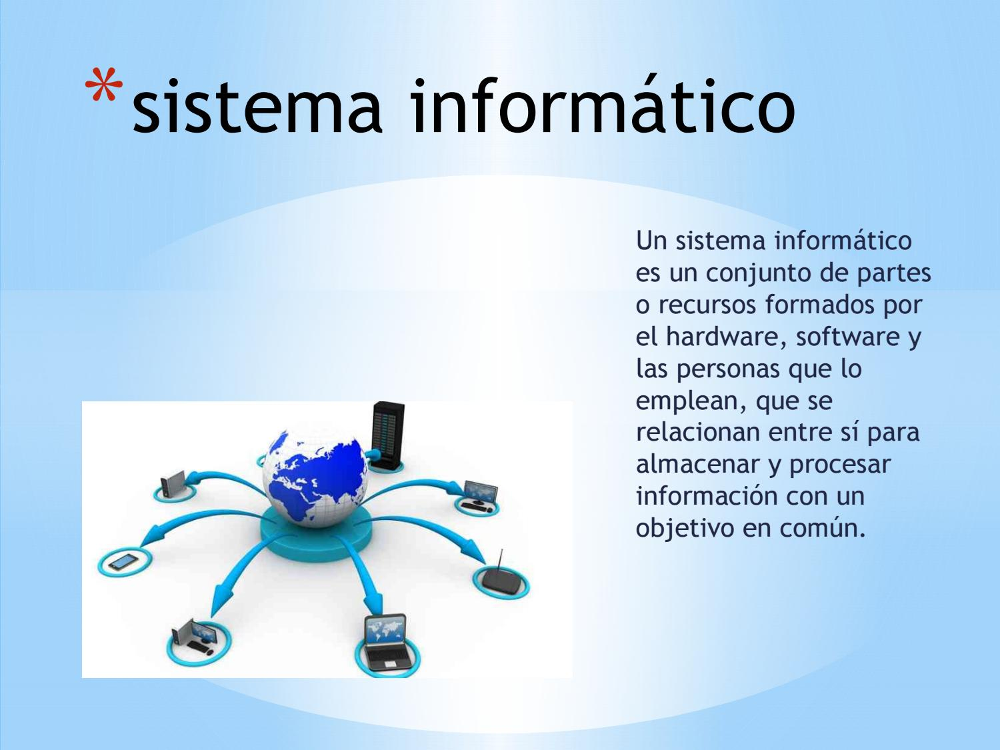 * sistema informático
Un sistema informático
es un conjunto de partes
o recursos formados por
el hardware, software y
las personas que lo
emplean, que se
relacionan entre sí para
almacenar y procesar
información con un
objetivo en común.